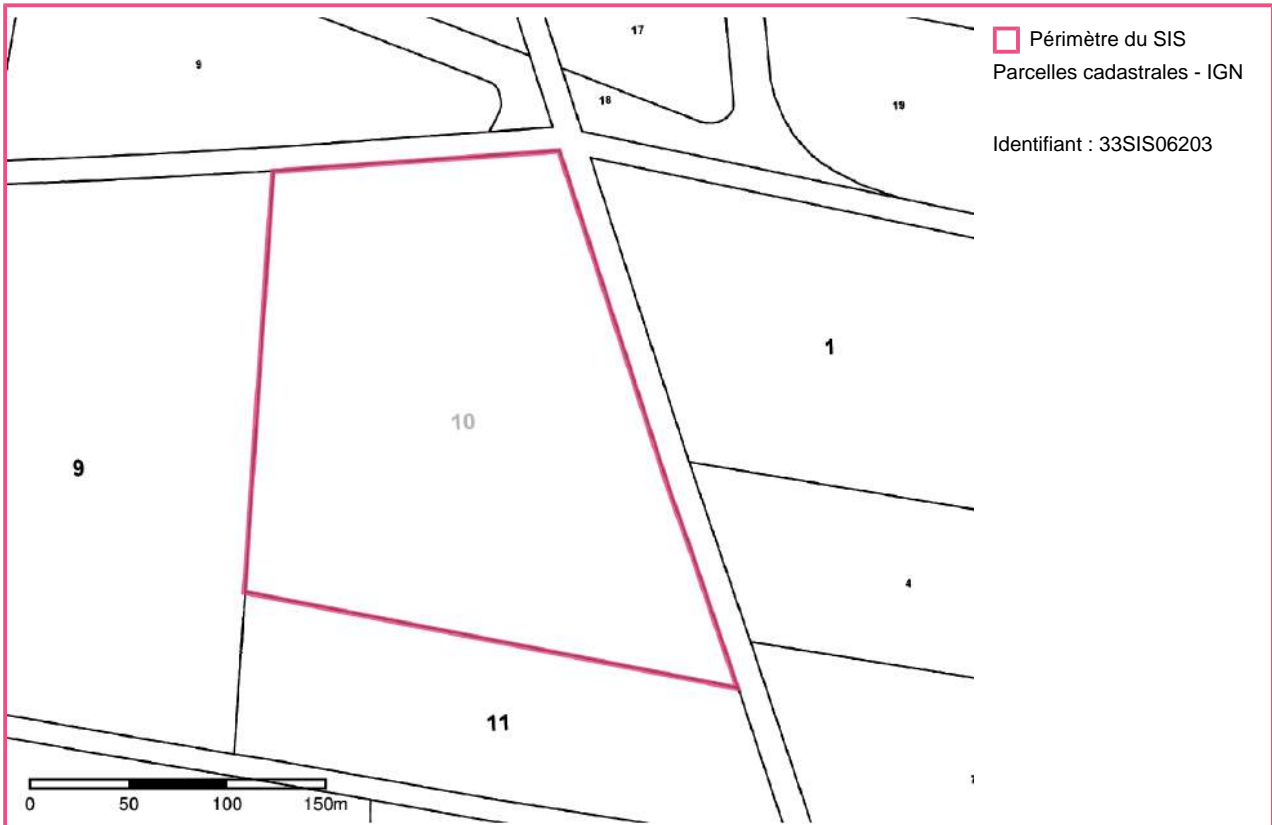 17
9
18
19
1
10
9
4
11
0 50 100 150m
Périmètre du SIS
Parcelles cadastrales - IGN
Identifiant : 33SIS06203